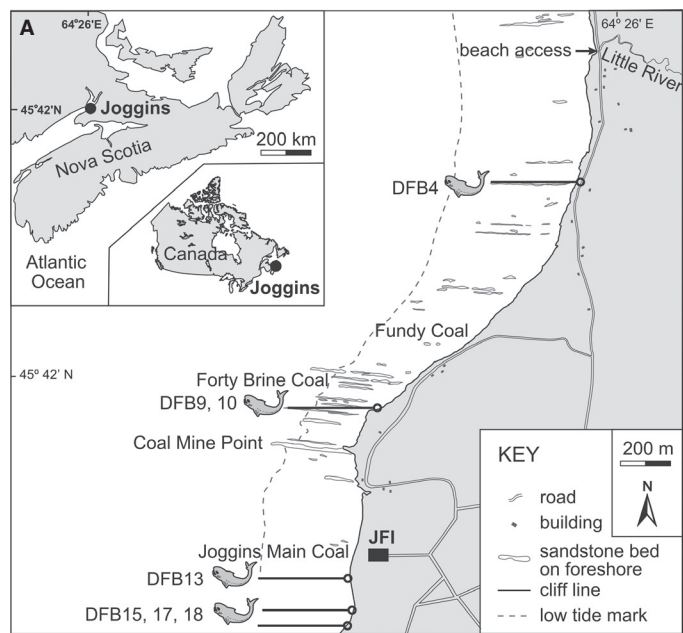 A
64°26'E
45°42'N
Joggins
200 km
Nova Scotia
Atlantic
Ocean
Canada
Joggins
64° 26' E
beach access
Little River
DFB4
Fundy Coal
45° 42' N
Forty Brine Coal
DFB9, 10
Coal Mine Point
Joggins Main Coal
JFI
DFB13
DFB15, 17, 18
KEY
road
building
sandstone bed
on foreshore
cliff line
low tide mark
200 m
N